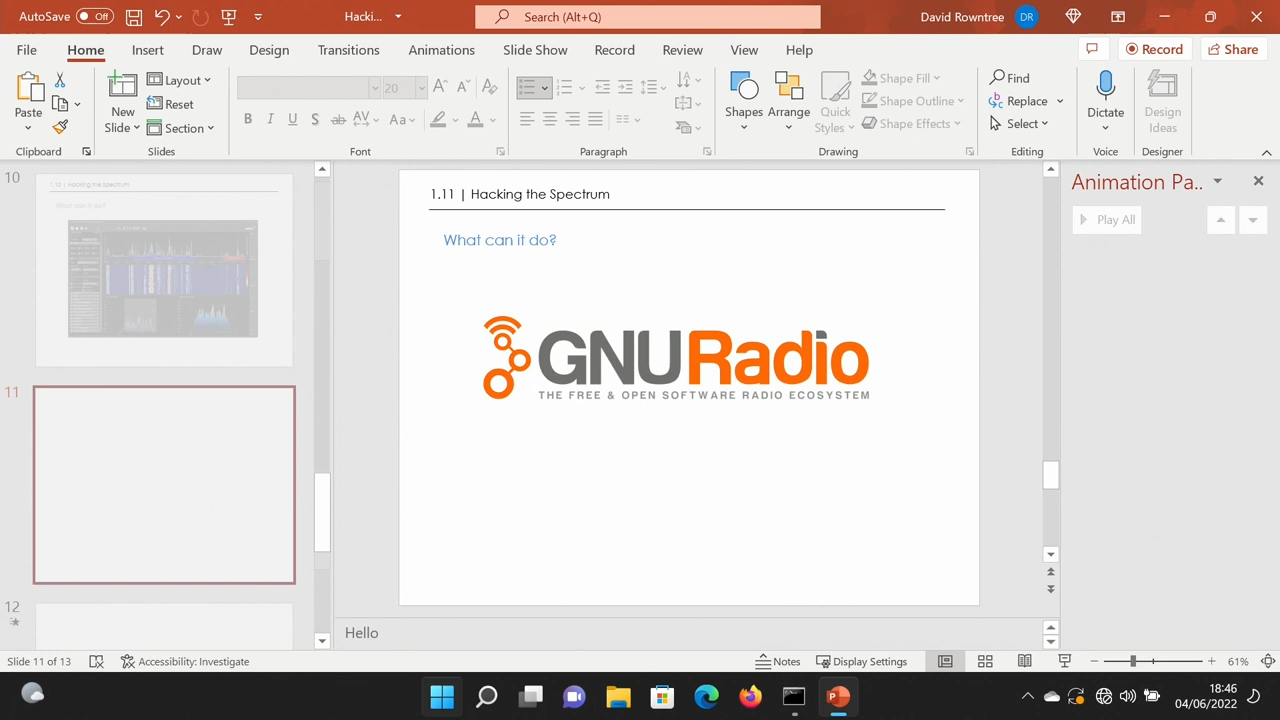 AutoSave Off Hacki... Search (Alt+Q) David Rowntree DR
File Home Insert Draw Design Transitions Animations Slide Show Record Review View Help Record Share
Paste
New
Slide
Layout
Reset
Section
20
B I U S ab AV Aa A
Shapes
Arrange
Quick
Styles
Shape Fill
Shape Outline
Shape Effects
Find
Replace
Select
Dictate
Design
Ideas
Clipboard Slides Font Paragraph Drawing Editing Voice Designer
10
11
12
1.11 | Hacking the Spectrum
What can it do?
GNURadio
THE FREE & OPEN SOFTWARE RADIO ECOSYSTEM
Animation Pa..
Play All
Hello
Slide 11 of 13 Accessibility: Investigate Notes Display Settings 61%
18:46
04/06/2022